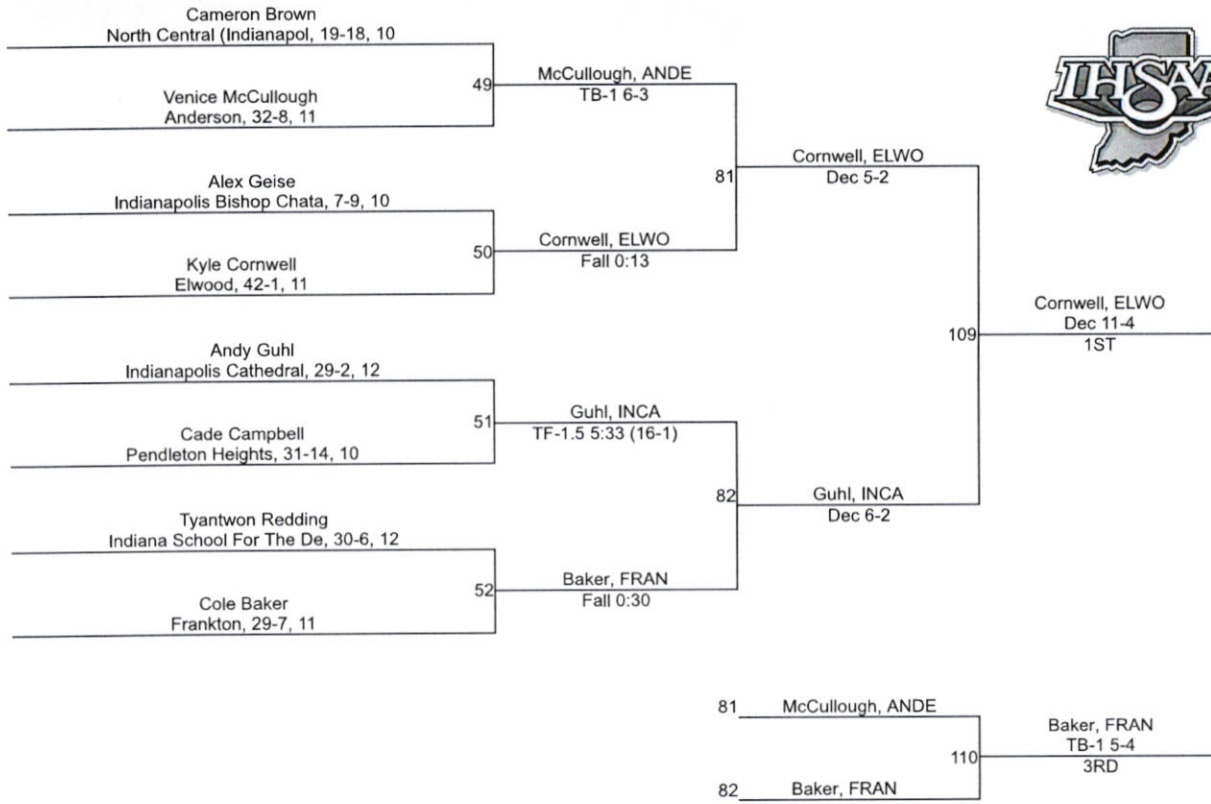 Cameron Brown
North Central (Indianapol, 19-18, 10
49
McCullough, ANDE
TB-1 6-3
Venice McCullough
Anderson, 32-8, 11
IHSAA
81
Cornwell, ELWO
Dec 5-2
Alex Geise
Indianapolis Bishop Chata, 7-9, 10
50
Cornwell, ELWO
Fall 0:13
Kyle Cornwell
Elwood, 42-1, 11
109
Cornwell, ELWO
Dec 11-4
1ST
Andy Guhl
Indianapolis Cathedral, 29-2, 12
51
Guhl, INCA
TF-1.5 5:33 (16-1)
Cade Campbell
Pendleton Heights, 31-14, 10
82
Guhl, INCA
Dec 6-2
Tyantwon Redding
Indiana School For The De, 30-6, 12
52
Baker, FRAN
Fall 0:30
Cole Baker
Frankton, 29-7, 11
81 McCullough, ANDE
110
Baker, FRAN
TB-1 5-4
3RD
82 Baker, FRAN